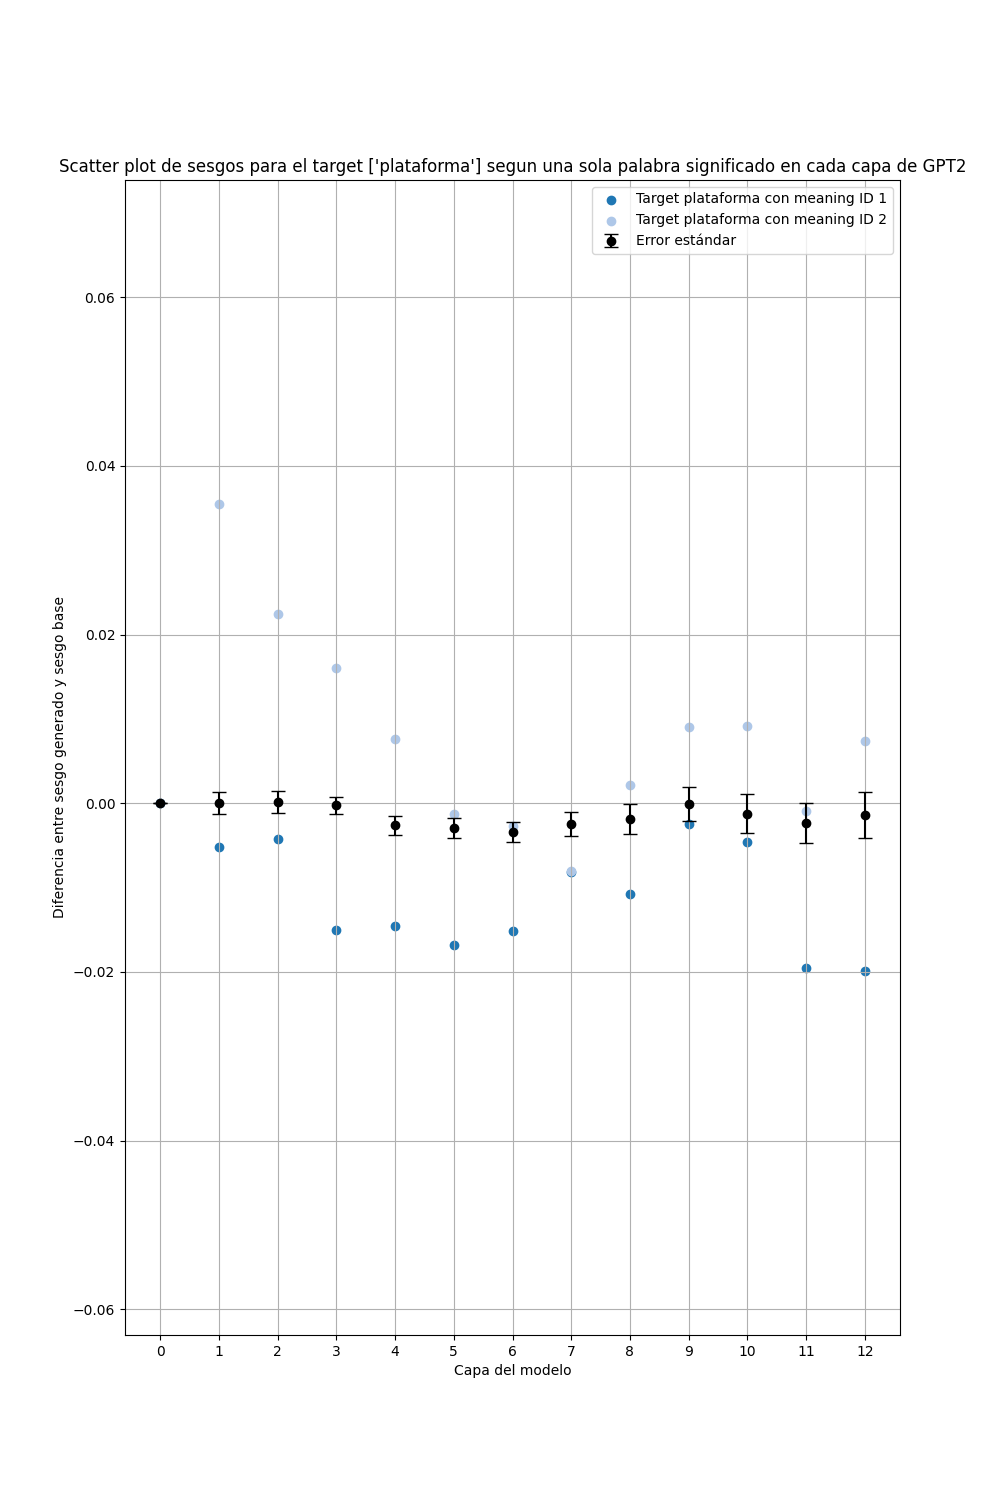 Scatter plot de sesgos para el target ['plataforma'] segun una sola palabra significado en cada capa de GPT2
Target plataforma con meaning ID 1
Target plataforma con meaning ID 2
Error estándar
Diferencia entre sesgo generado y sesgo base
0.06
0.04
0.02
0.00
−0.02
−0.04
−0.06
0 1 2 3 4 5 6 7 8 9 10 11 12
Capa del modelo